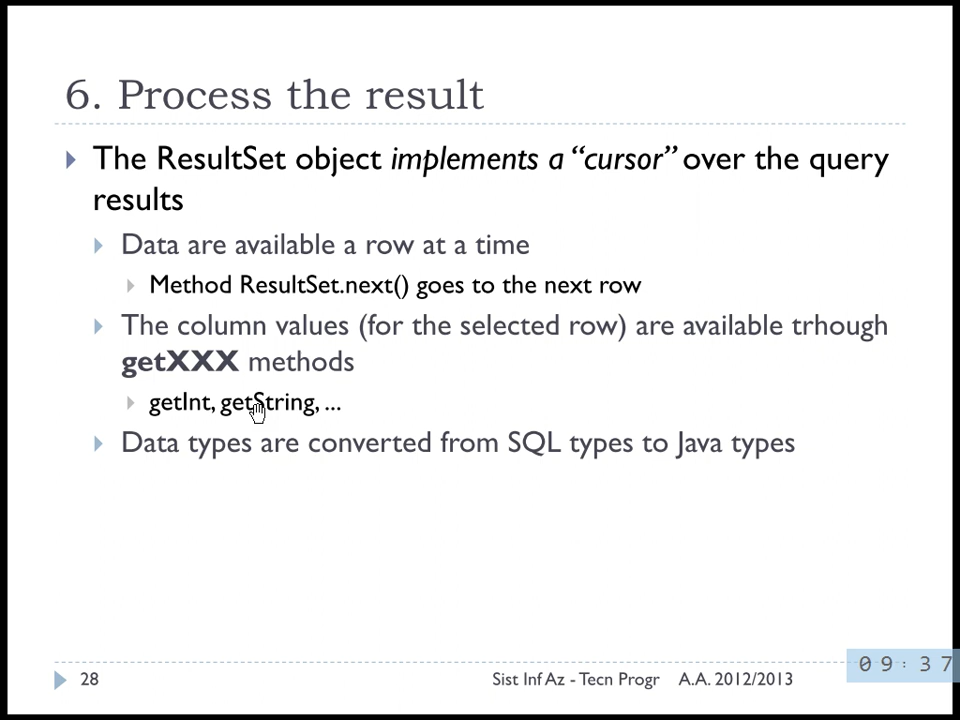 6. Process the result
The ResultSet object implements a “cursor” over the query
results
Data are available a row at a time
Method ResultSet.next() goes to the next row
The column values (for the selected row) are available trhough
getXXX methods
getInt, getString, ...
Data types are converted from SQL types to Java types
28
Sist Inf Az - Tecn Progr A.A. 2012/2013
09:37